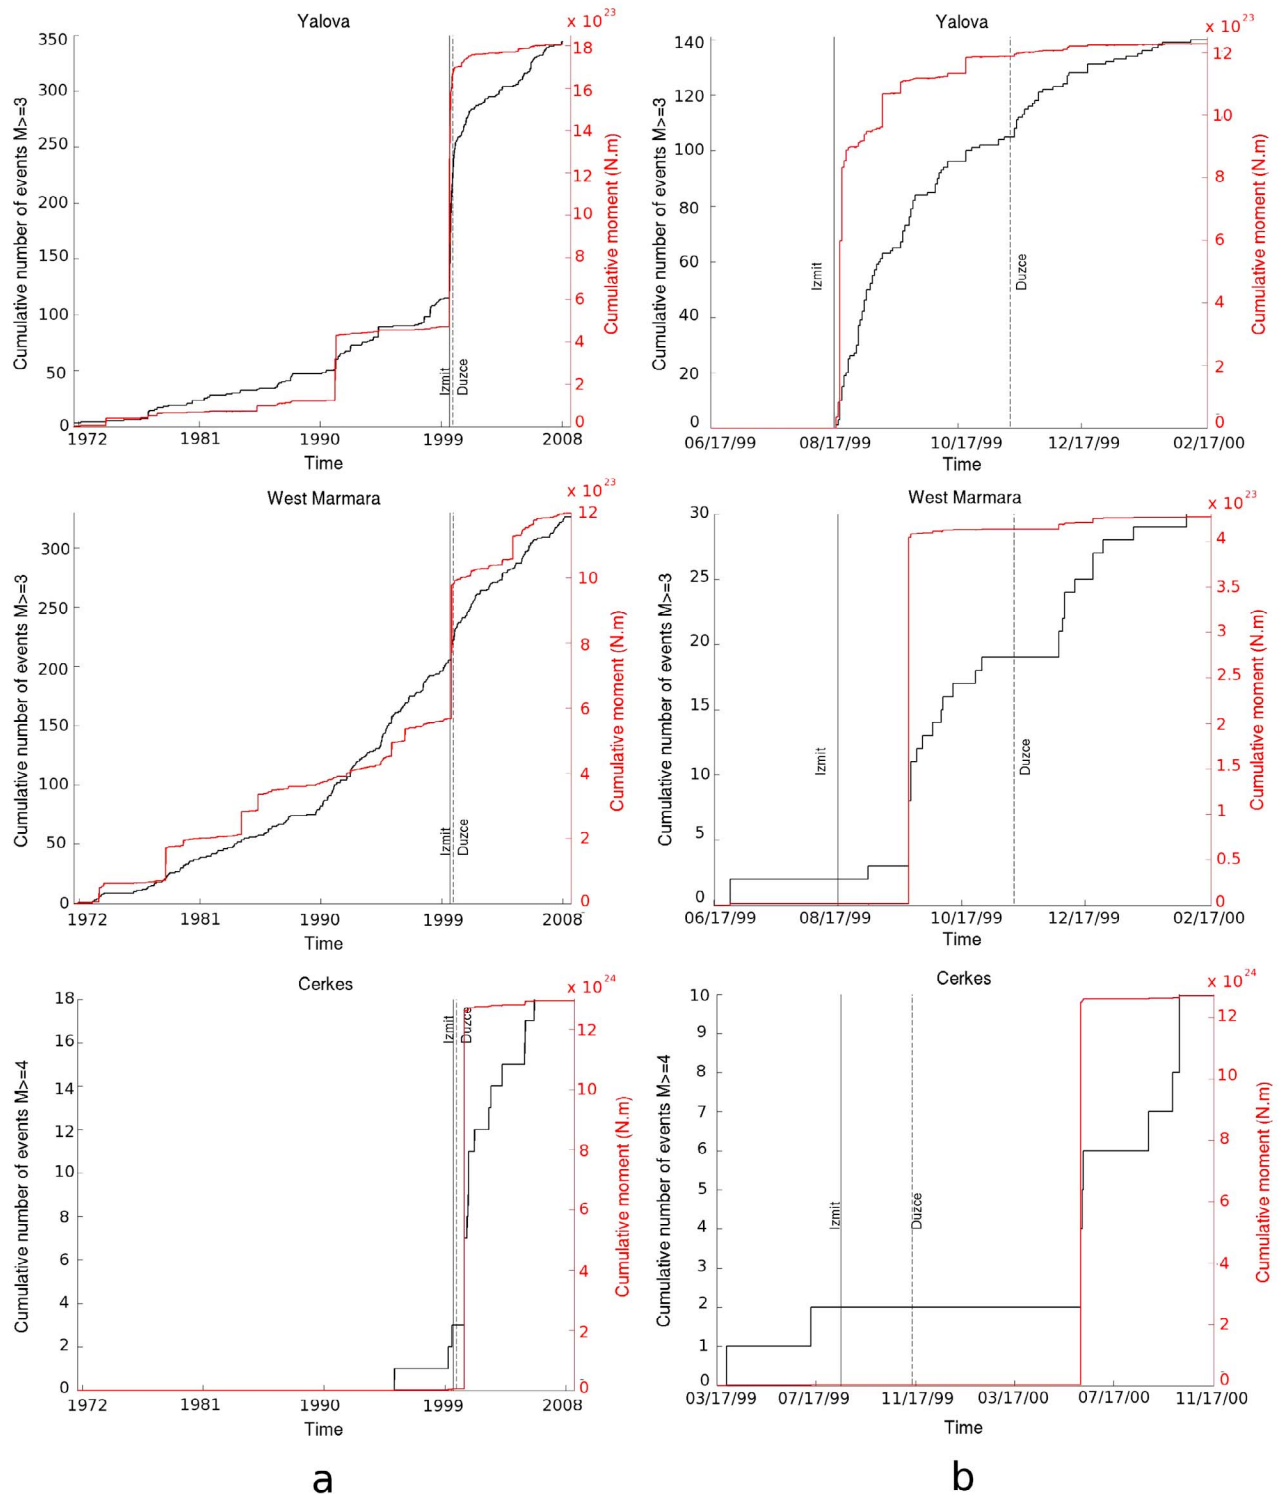 Yalova
x 10^23
350
300
250
200
150
100
50
0
18
16
14
12
10
8
6
4
2
0
Cumulative number of events M>=3
Cumulative moment (N.m)
Izmit
Duzce
1972 1981 1990 1999 2008
Time
Yalova
x 10^23
140
120
100
80
60
40
20
0
12
10
8
6
4
2
0
Cumulative number of events M>=3
Cumulative moment (N.m)
Izmit
Duzce
06/17/99 08/17/99 10/17/99 12/17/99 02/17/00
Time
West Marmara
x 10^23
300
250
200
150
100
50
0
12
10
8
6
4
2
0
Cumulative number of events M>=3
Cumulative moment (N.m)
Izmit
Duzce
1972 1981 1990 1999 2008
Time
West Marmara
x 10^23
30
25
20
15
10
5
0
4
3.5
3
2.5
2
1.5
1
0.5
0
Cumulative number of events M>=3
Cumulative moment (N.m)
Izmit
Duzce
06/17/99 08/17/99 10/17/99 12/17/99 02/17/00
Time
Cerkes
x 10^24
18
16
14
12
10
8
6
4
2
0
12
10
8
6
4
2
0
Cumulative number of events M>=4
Cumulative moment (N.m)
Izmit
Duzce
1972 1981 1990 1999 2008
Time
Cerkes
x 10^24
10
9
8
7
6
5
4
3
2
1
0
12
10
8
6
4
2
0
Cumulative number of events M>=4
Cumulative moment (N.m)
Izmit
Duzce
03/17/99 07/17/99 11/17/99 03/17/00 07/17/00 11/17/00
Time
a
b